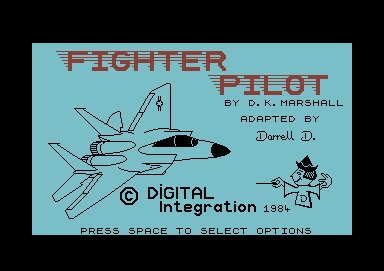 FIGHTER
PILOT
BY D.K.MARSHALL
ADAPTED BY
Darrell D.
© DiGITAL
Integration 1984
D
PRESS SPACE TO SELECT OPTIONS